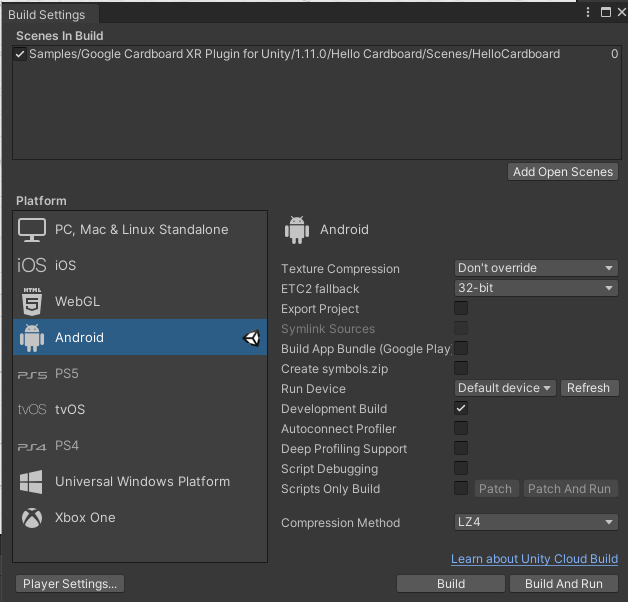 Build Settings
Scenes In Build
Samples/Google Cardboard XR Plugin for Unity/1.11.0/Hello Cardboard/Scenes/HelloCardboard 0
Add Open Scenes
Platform
PC, Mac & Linux Standalone
iOS iOS
HTML 5 WebGL
Android
PS5 PS5
tvOS tvOS
PS4 PS4
Universal Windows Platform
Xbox One
Android
Texture Compression Don't override
ETC2 fallback 32-bit
Export Project
Symlink Sources
Build App Bundle (Google Play
Create symbols.zip
Run Device Default device Refresh
Development Build
Autoconnect Profiler
Deep Profiling Support
Script Debugging
Scripts Only Build Patch Patch And Run
Compression Method LZ4
Learn about Unity Cloud Build
Player Settings... Build Build And Run